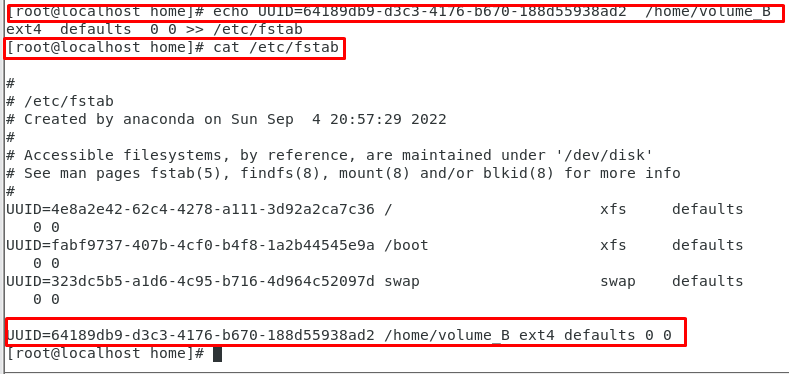 [root@localhost home]# echo UUID=64189db9-d3c3-4176-b670-188d55938ad2  /home/volume_B
ext4  defaults  0 0 >> /etc/fstab
[root@localhost home]# cat /etc/fstab
#
# /etc/fstab
# Created by anaconda on Sun Sep  4 20:57:29 2022
#
# Accessible filesystems, by reference, are maintained under '/dev/disk'
# See man pages fstab(5), findfs(8), mount(8) and/or blkid(8) for more info
#
UUID=4e8a2e42-62c4-4278-a111-3d92a2ca7c36 /                       xfs     defaults
   0 0
UUID=fabf9737-407b-4cf0-b4f8-1a2b44545e9a /boot                   xfs     defaults
   0 0
UUID=323dc5b5-a1d6-4c95-b716-4d964c52097d swap                    swap    defaults
   0 0
UUID=64189db9-d3c3-4176-b670-188d55938ad2 /home/volume_B ext4 defaults 0 0
[root@localhost home]#